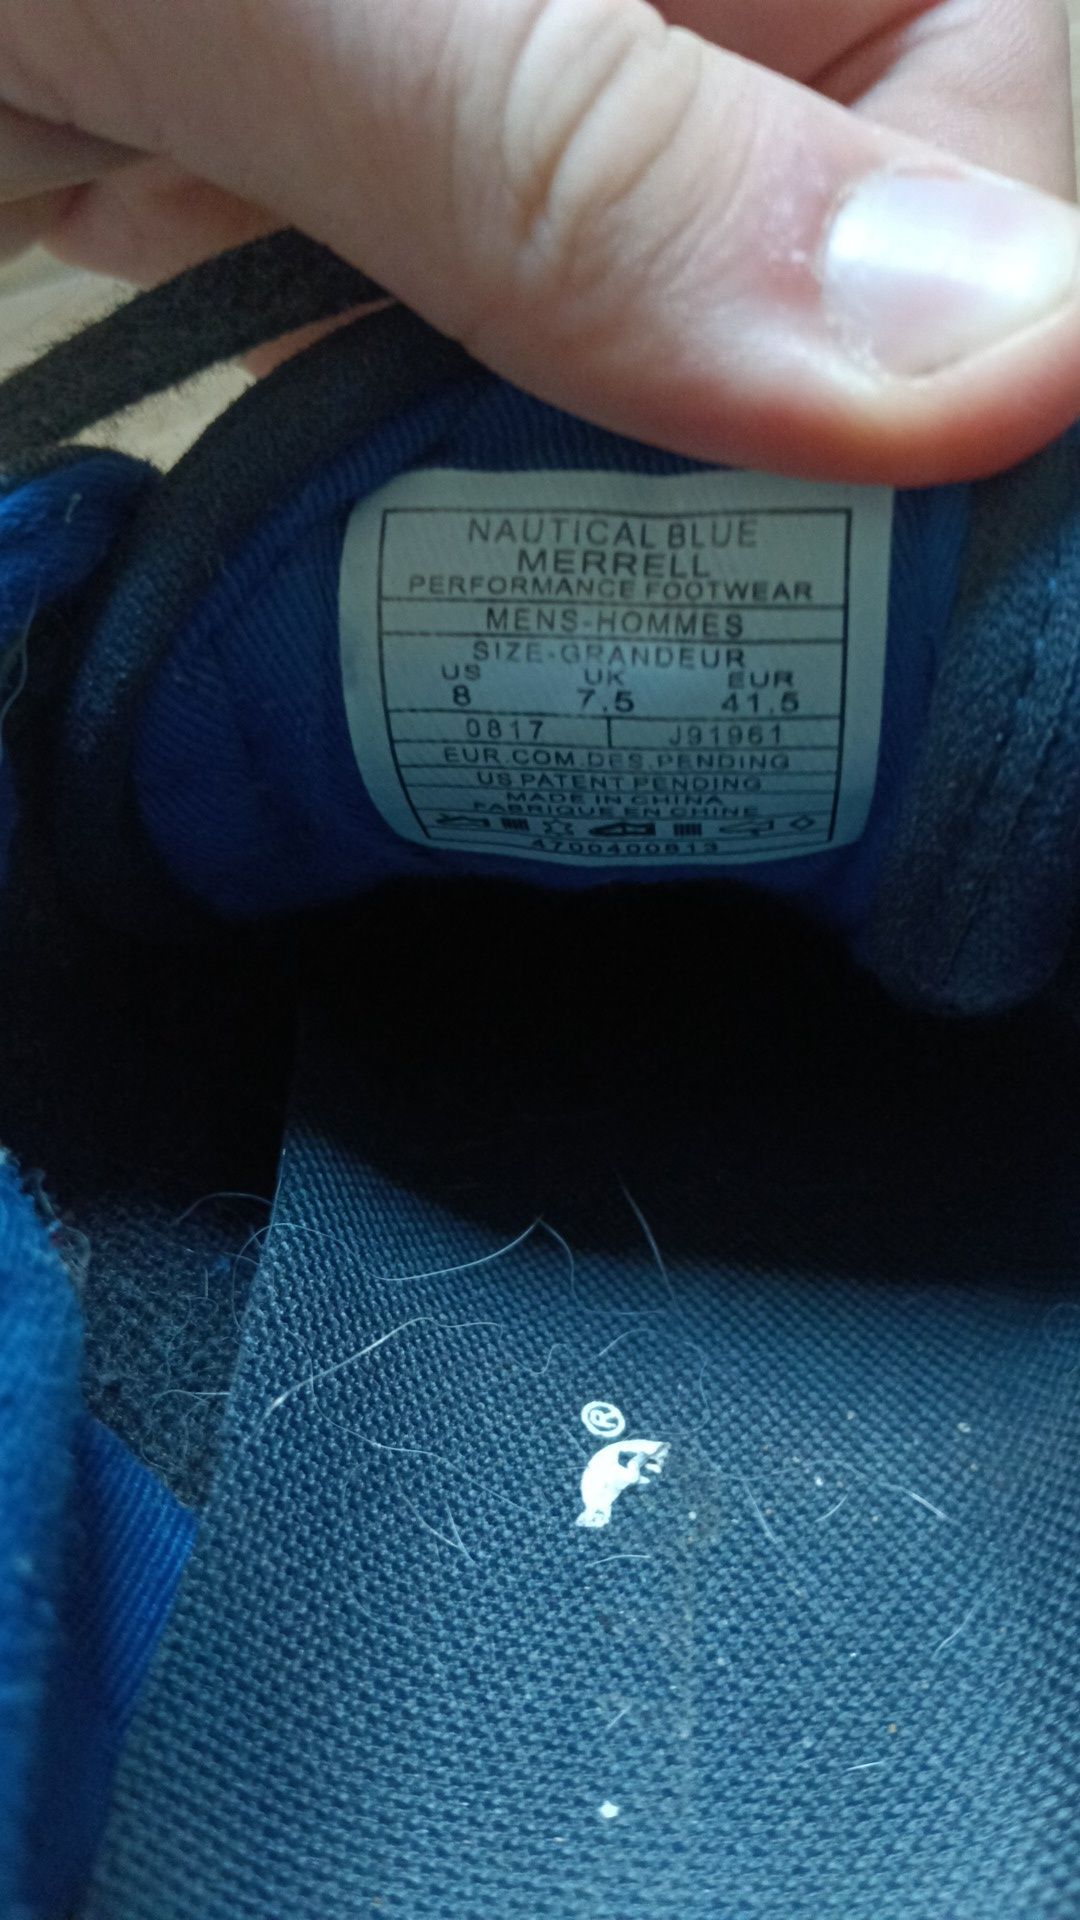 NAUTICAL BLUE
MERRELL
PERFORMANCE FOOTWEAR
MENS-HOMMES
SIZE-GRANDEUR
US UK EUR
8 7.5 41.5
0817 J91961
EUR.COM.DES.PENDING
US PATENT PENDING
MADE IN CHINA
FABRIQUE EN CHINE
4700400813
®